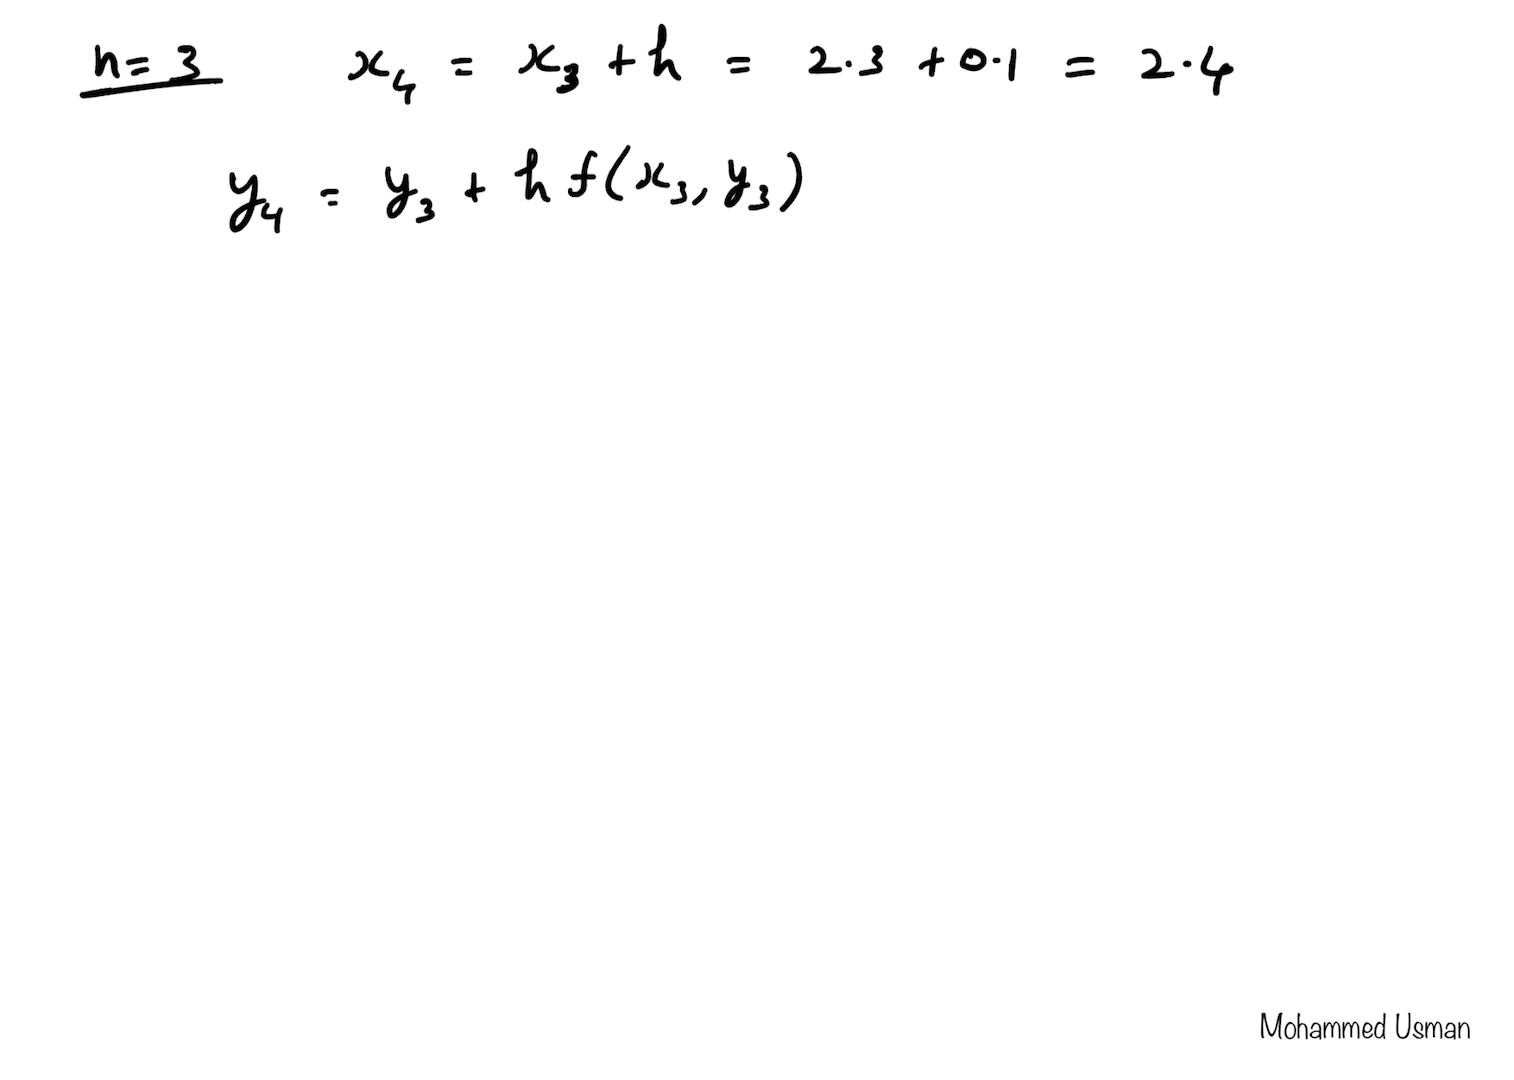 n = 3 x₄ = x₃ + h = 2.3 + 0.1 = 2.4
y₄ = y₃ + h f(x₃, y₃)
Mohammed Usman